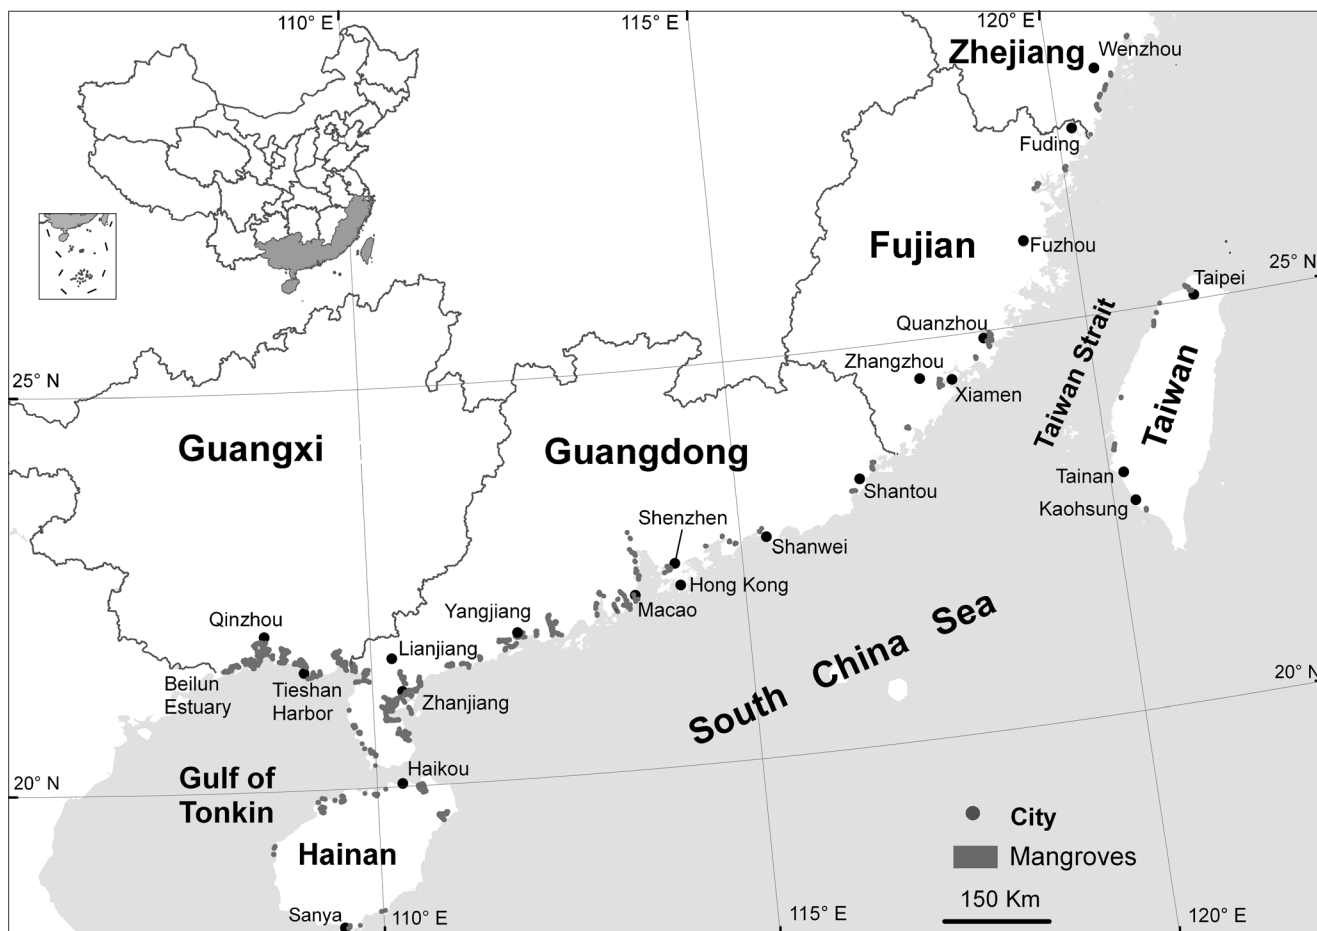 110° E
115° E
120° E
Zhejiang
Wenzhou
Fuding
Fujian
Fuzhou
25° N
Taipei
Quanzhou
Taiwan Strait
Zhangzhou
Xiamen
25° N
Taiwan
Guangxi
Guangdong
Tainan
Shantou
Kaohsung
Shenzhen
Shanwei
Hong Kong
Macao
Yangjiang
Qinzhou
Lianjiang
South China Sea
20° N
Beilun
Estuary
Tieshan
Harbor
Zhanjiang
Haikou
20° N
Gulf of
Tonkin
City
Hainan
Mangroves
150 Km
Sanya
110° E
115° E
120° E